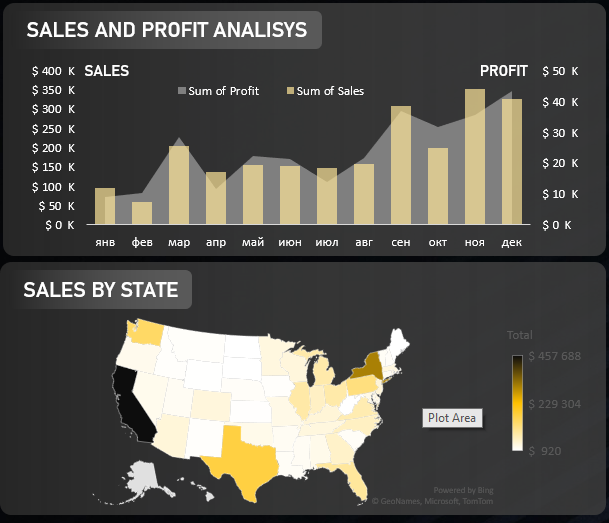 SALES AND PROFIT ANALISYS
$ 400 K SALES PROFIT $ 50 K
$ 350 K
Sum of Profit Sum of Sales
$ 40 K
$ 300 K
$ 250 K
$ 30 K
$ 200 K
$ 150 K
$ 20 K
$ 100 K
$ 10 K
$ 50 K
$ 0 K $ 0 K
янв фев мар апр май июн июл авг сен окт ноя дек
SALES BY STATE
Total
$ 457 688
$ 229 304
$ 920
Plot Area
Powered by Bing
© GeoNames, Microsoft, TomTom